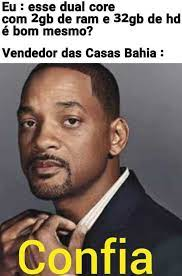 Eu : esse dual core
com 2gb de ram e 32gb de hd
é bom mesmo?
Vendedor das Casas Bahia :
Confia